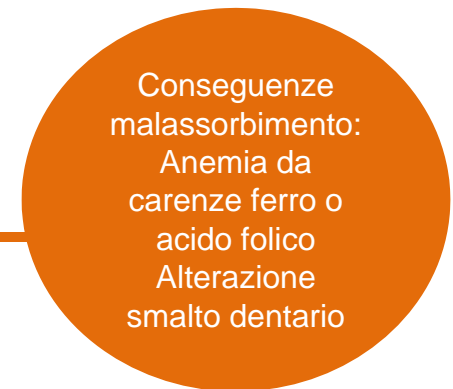 Conseguenze
malassorbimento:
Anemia da
carenze ferro o
acido folico
Alterazione
smalto dentario